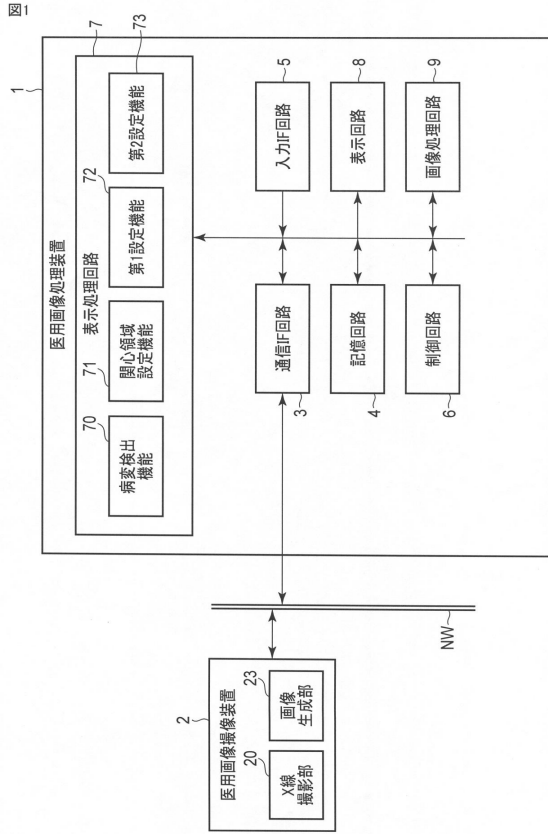 図1
1
医用画像処理装置
7
表示処理回路
70
病変検出
機能
71
関心領域
設定機能
72
第1設定機能
73
第2設定機能
3
通信IF回路
5
入力IF回路
4
記憶回路
8
表示回路
6
制御回路
9
画像処理回路
2
医用画像撮像装置
20
X線
撮影部
23
画像
生成部
NW